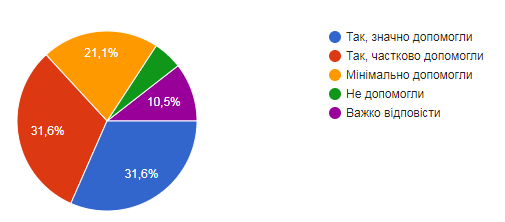 21,1%
10,5%
31,6%
31,6%
Так, значно допомогли
Так, частково допомогли
Мінімально допомогли
Не допомогли
Важко відповісти